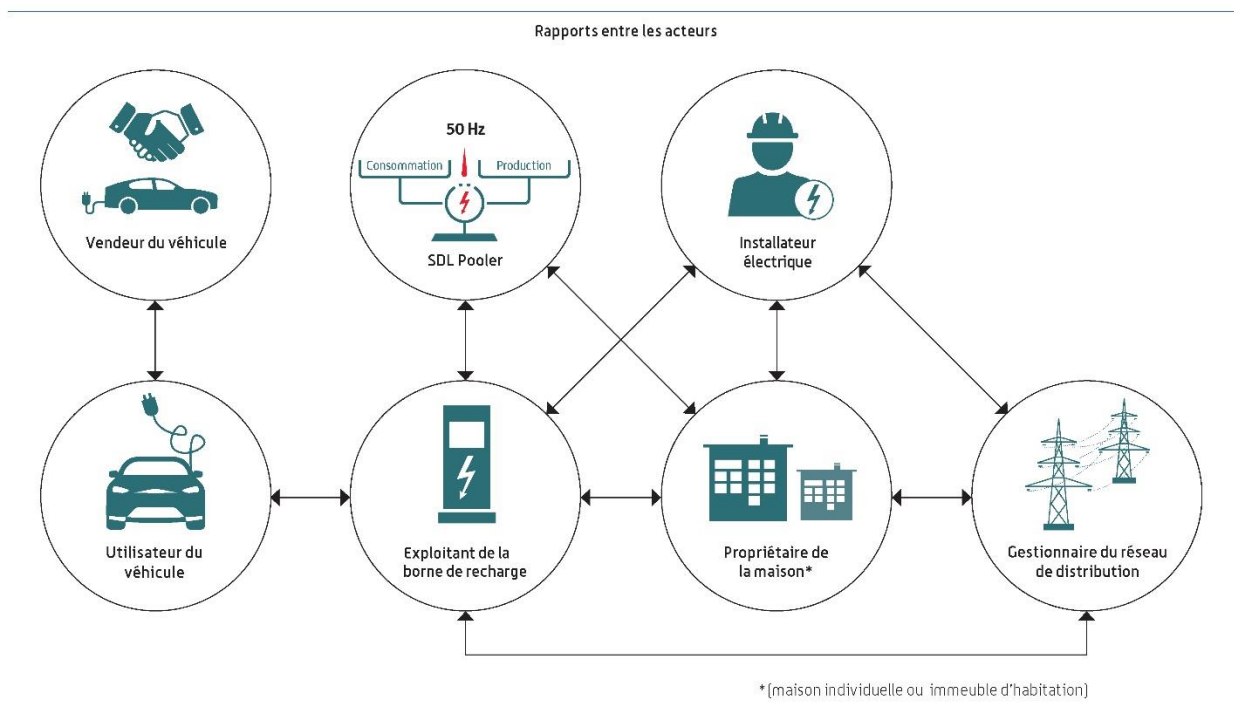 Rapports entre les acteurs
Vendeur du véhicule
50 Hz
Consommation
Production
SDL Pooler
Installateur
électrique
Utilisateur du
véhicule
Exploitant de la
borne de recharge
Propriétaire de
la maison*
Gestionnaire du réseau
de distribution
*(maison individuelle ou immeuble d'habitation)